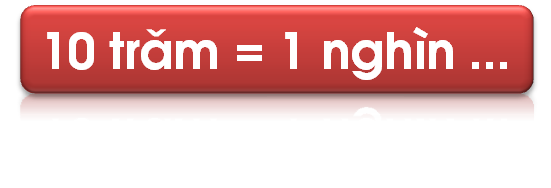 10 trăm = 1 nghìn ...